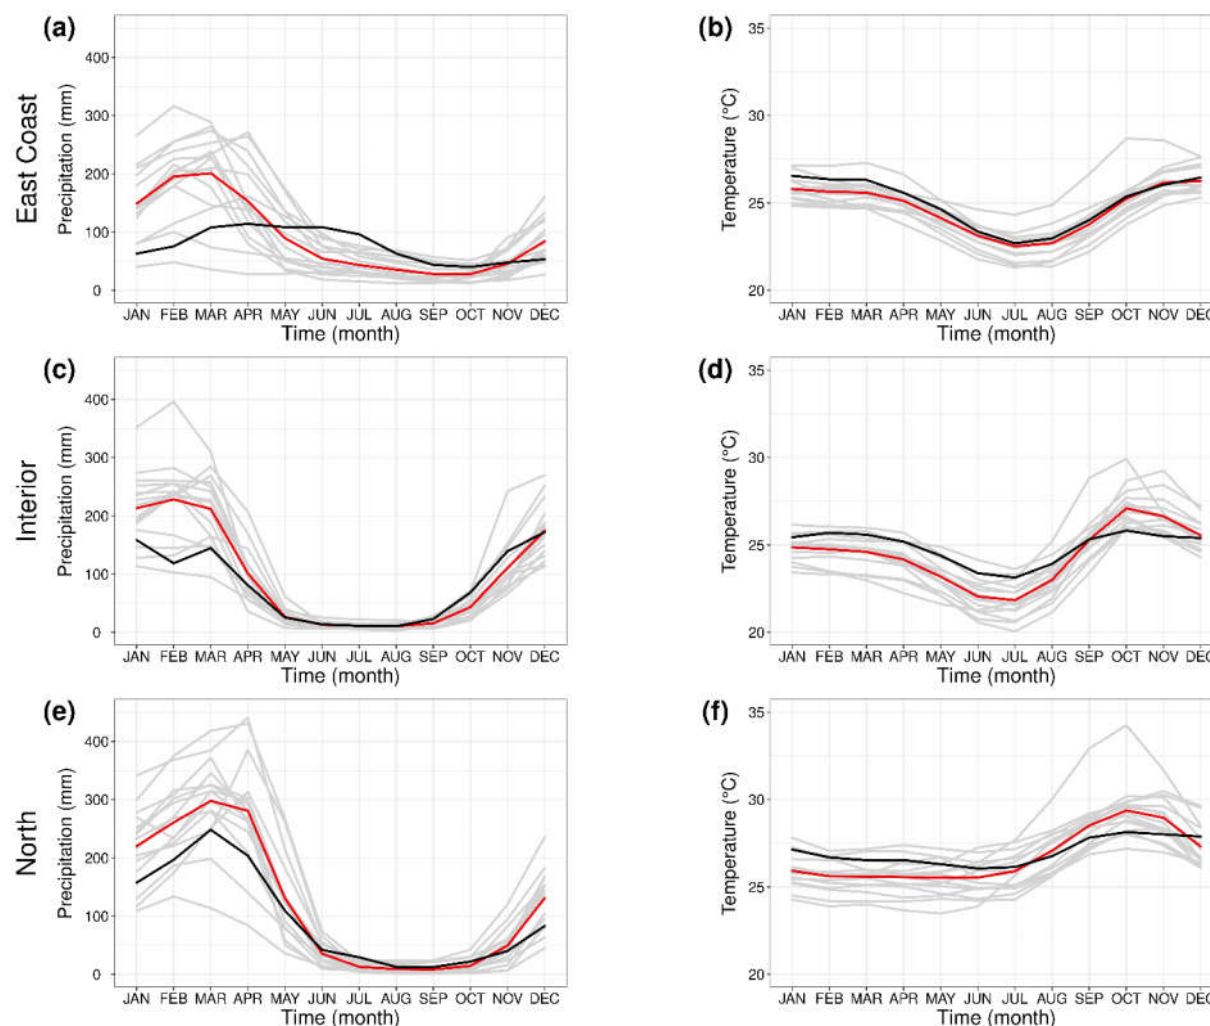 (a)
(b)
East Coast
Precipitation (mm)
400
300
200
100
0
JAN FEB MAR APR MAY JUN JUL AUG SEP OCT NOV DEC
Time (month)
Temperature (°C)
35
30
25
20
JAN FEB MAR APR MAY JUN JUL AUG SEP OCT NOV DEC
Time (month)
(c)
(d)
Interior
Precipitation (mm)
400
300
200
100
0
JAN FEB MAR APR MAY JUN JUL AUG SEP OCT NOV DEC
Time (month)
Temperature (°C)
35
30
25
20
JAN FEB MAR APR MAY JUN JUL AUG SEP OCT NOV DEC
Time (month)
(e)
(f)
North
Precipitation (mm)
400
300
200
100
0
JAN FEB MAR APR MAY JUN JUL AUG SEP OCT NOV DEC
Time (month)
Temperature (°C)
35
30
25
20
JAN FEB MAR APR MAY JUN JUL AUG SEP OCT NOV DEC
Time (month)